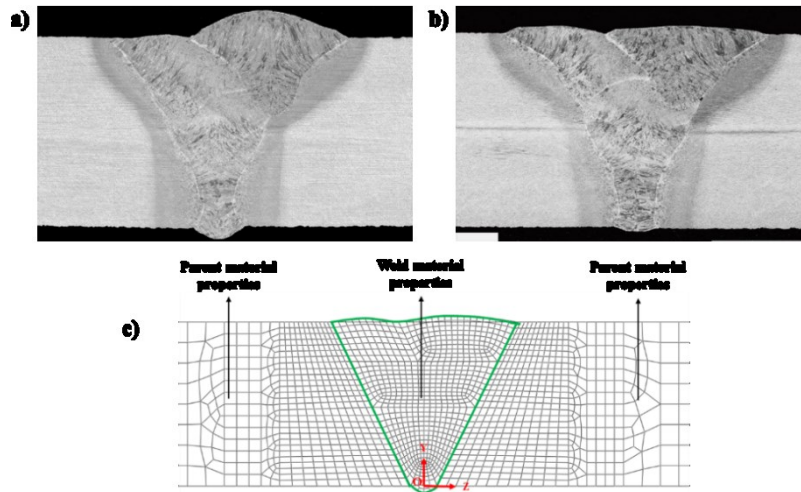 a)
b)
Parent material
properties
Weld material
properties
Parent material
properties
c)
Y
O
Z